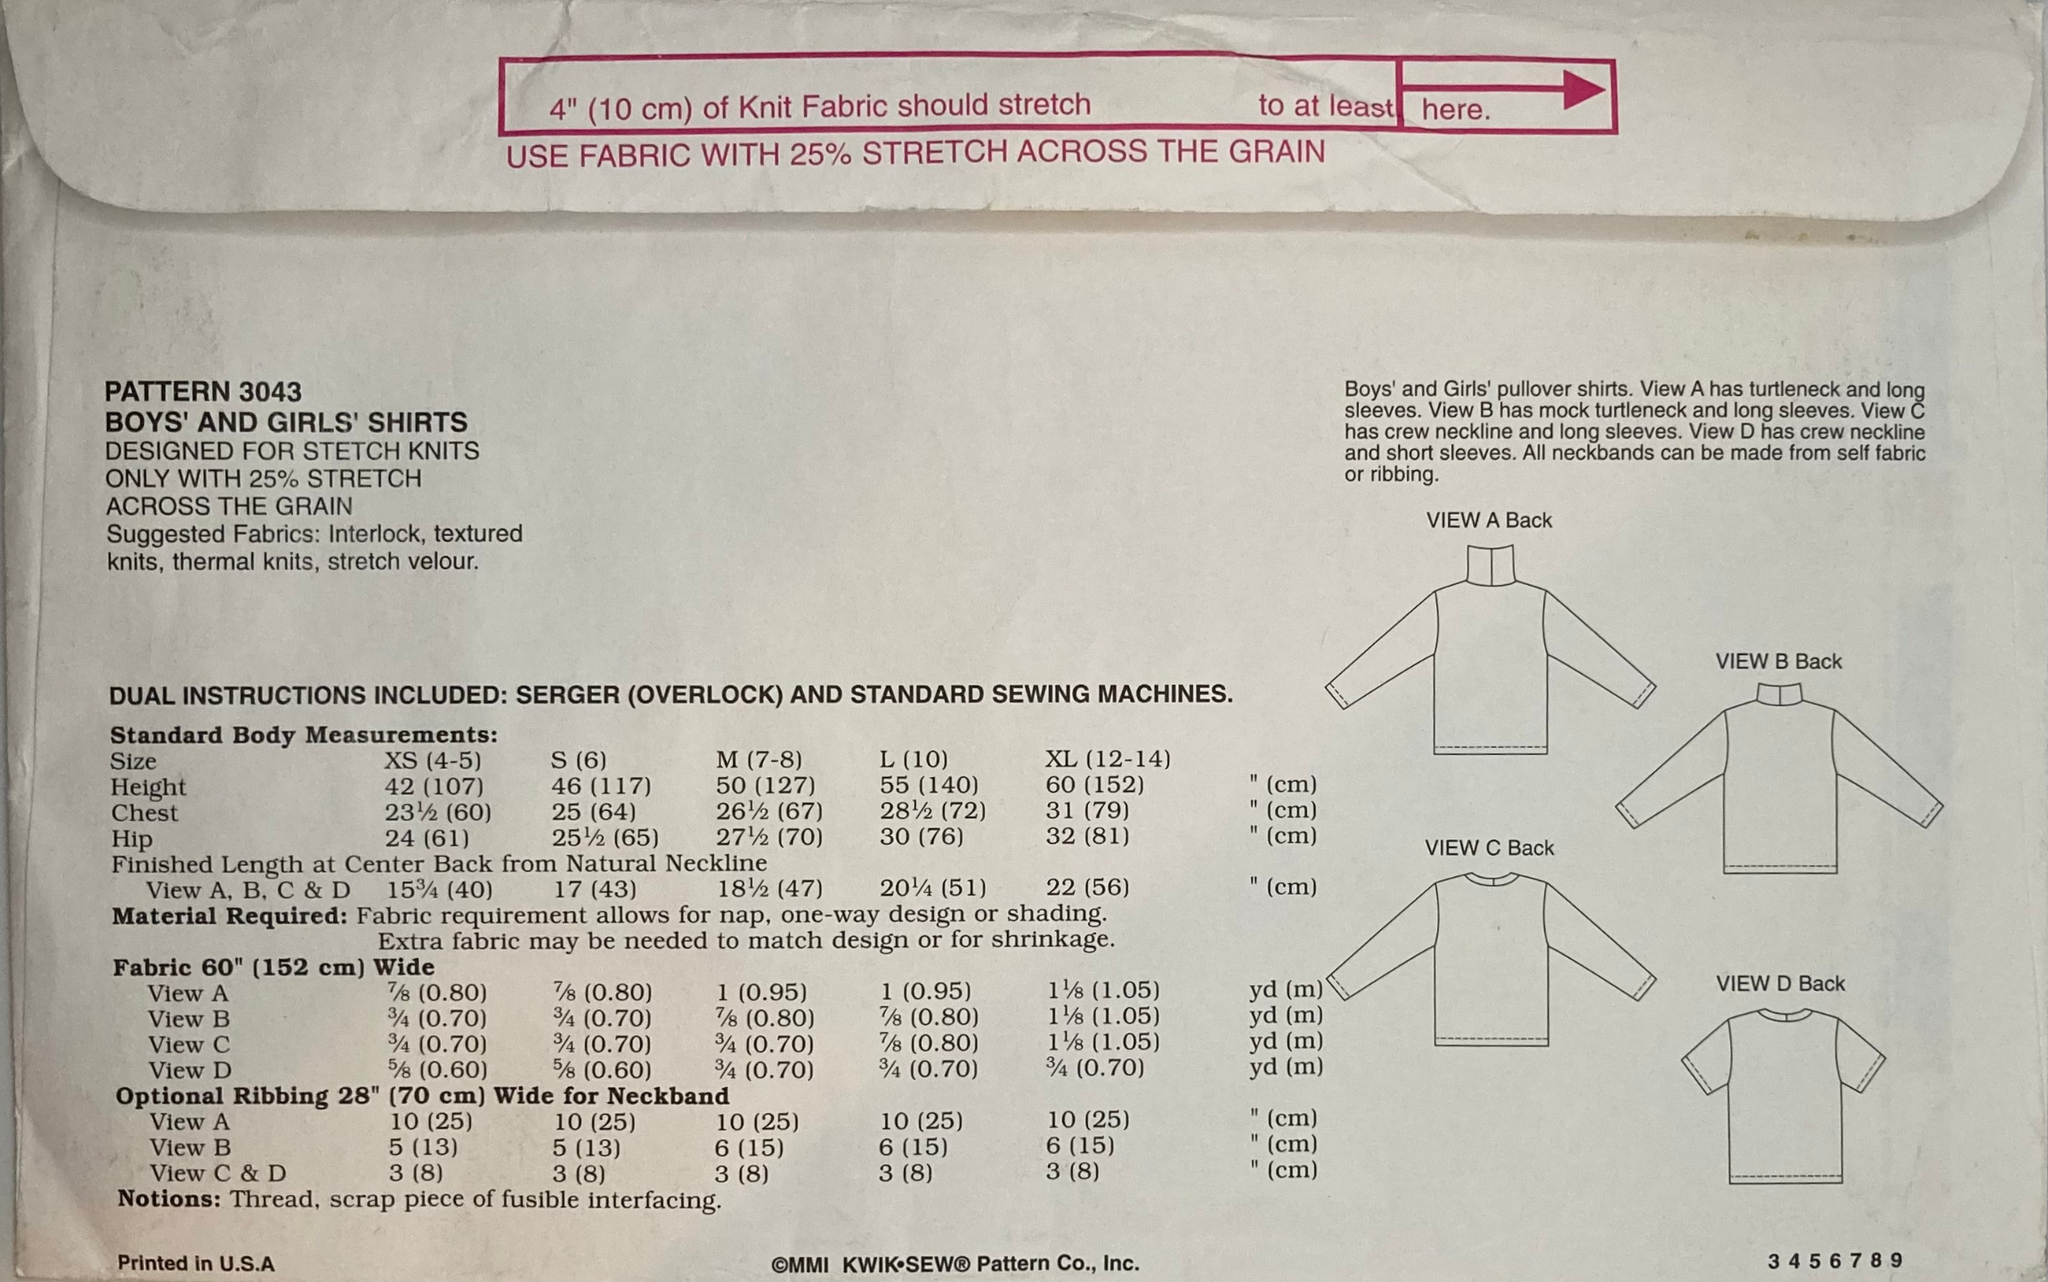 4" (10 cm) of Knit Fabric should stretch to at least here.
USE FABRIC WITH 25% STRETCH ACROSS THE GRAIN
PATTERN 3043
BOYS' AND GIRLS' SHIRTS
DESIGNED FOR STETCH KNITS
ONLY WITH 25% STRETCH
ACROSS THE GRAIN
Suggested Fabrics: Interlock, textured
knits, thermal knits, stretch velour.
Boys' and Girls' pullover shirts. View A has turtleneck and long
sleeves. View B has mock turtleneck and long sleeves. View C
has crew neckline and long sleeves. View D has crew neckline
and short sleeves. All neckbands can be made from self fabric
or ribbing.
VIEW A Back
VIEW B Back
VIEW C Back
VIEW D Back
DUAL INSTRUCTIONS INCLUDED: SERGER (OVERLOCK) AND STANDARD SEWING MACHINES.
Standard Body Measurements:
Size XS (4-5) S (6) M (7-8) L (10) XL (12-14)
Height 42 (107) 46 (117) 50 (127) 55 (140) 60 (152) " (cm)
Chest 23½ (60) 25 (64) 26½ (67) 28½ (72) 31 (79) " (cm)
Hip 24 (61) 25½ (65) 27½ (70) 30 (76) 32 (81) " (cm)
Finished Length at Center Back from Natural Neckline
View A, B, C & D 15¾ (40) 17 (43) 18½ (47) 20¼ (51) 22 (56) " (cm)
Material Required: Fabric requirement allows for nap, one-way design or shading.
Extra fabric may be needed to match design or for shrinkage.
Fabric 60" (152 cm) Wide
View A ⅞ (0.80) ⅞ (0.80) 1 (0.95) 1 (0.95) 1⅛ (1.05) yd (m)
View B ¾ (0.70) ¾ (0.70) ⅞ (0.80) ⅞ (0.80) 1⅛ (1.05) yd (m)
View C ¾ (0.70) ¾ (0.70) ¾ (0.70) ⅞ (0.80) 1⅛ (1.05) yd (m)
View D ⅝ (0.60) ⅝ (0.60) ¾ (0.70) ¾ (0.70) ¾ (0.70) yd (m)
Optional Ribbing 28" (70 cm) Wide for Neckband
View A 10 (25) 10 (25) 10 (25) 10 (25) 10 (25) " (cm)
View B 5 (13) 5 (13) 6 (15) 6 (15) 6 (15) " (cm)
View C & D 3 (8) 3 (8) 3 (8) 3 (8) 3 (8) " (cm)
Notions: Thread, scrap piece of fusible interfacing.
Printed in U.S.A ©MMI KWIK•SEW® Pattern Co., Inc. 3 4 5 6 7 8 9